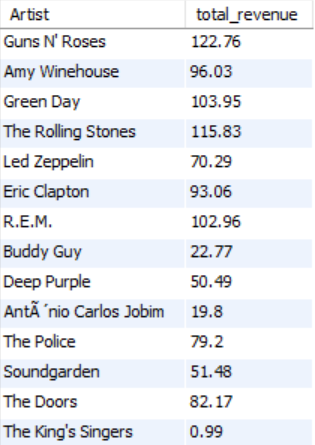 Artist total_revenue
Guns N' Roses 122.76
Amy Winehouse 96.03
Green Day 103.95
The Rolling Stones 115.83
Led Zeppelin 70.29
Eric Clapton 93.06
R.E.M. 102.96
Buddy Guy 22.77
Deep Purple 50.49
AntÃ´nio Carlos Jobim 19.8
The Police 79.2
Soundgarden 51.48
The Doors 82.17
The King's Singers 0.99